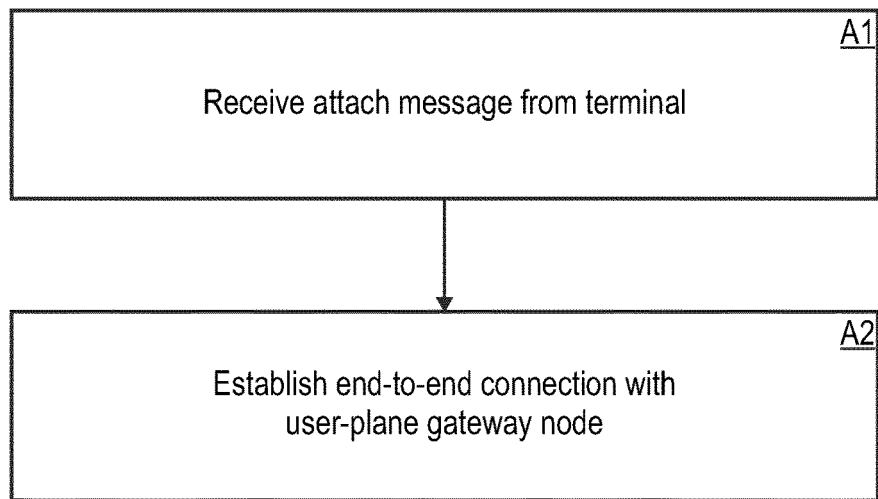 A1
Receive attach message from terminal
A2
Establish end-to-end connection with
user-plane gateway node